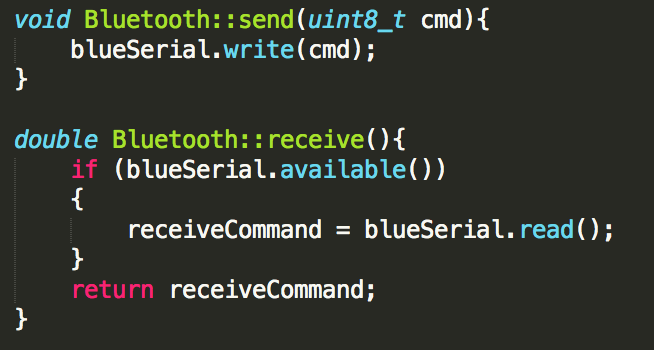 void Bluetooth::send(uint8_t cmd){
    blueSerial.write(cmd);
}

double Bluetooth::receive(){
    if (blueSerial.available())
    {
        receiveCommand = blueSerial.read();
    }
    return receiveCommand;
}